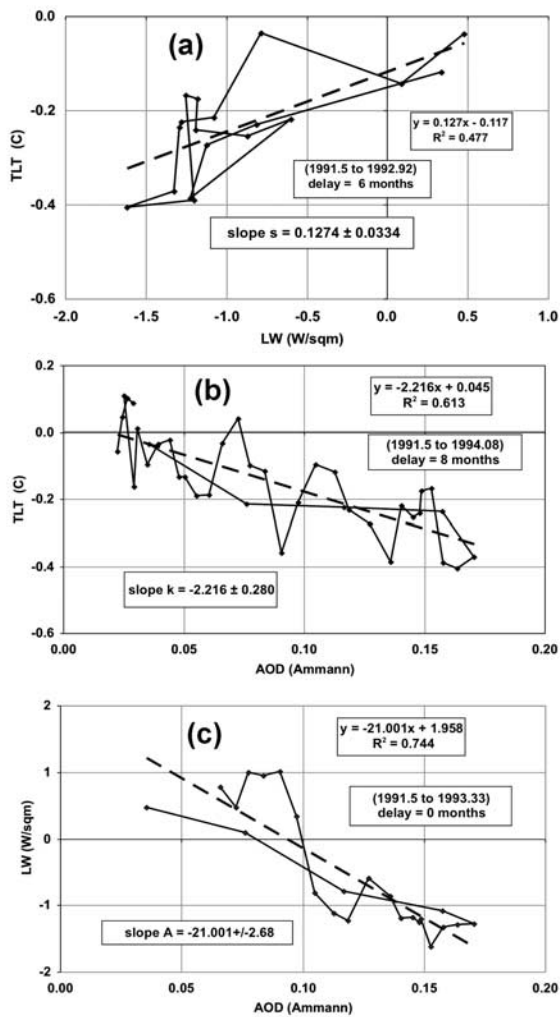 (a)
0.0
-0.2
-0.4
-0.6
TLT (C)
y = 0.127x - 0.117
R² = 0.477
(1991.5 to 1992.92)
delay = 6 months
slope s = 0.1274 ± 0.0334
-2.0 -1.5 -1.0 -0.5 0.0 0.5 1.0
LW (W/sqm)
(b)
0.2
0.0
-0.2
-0.4
-0.6
TLT (C)
y = -2.216x + 0.045
R² = 0.613
(1991.5 to 1994.08)
delay = 8 months
slope k = -2.216 ± 0.280
0.00 0.05 0.10 0.15 0.20
AOD (Ammann)
(c)
2
1
0
-1
-2
LW (W/sqm)
y = -21.001x + 1.958
R² = 0.744
(1991.5 to 1993.33)
delay = 0 months
slope A = -21.001+/-2.68
0.00 0.05 0.10 0.15 0.20
AOD (Ammann)